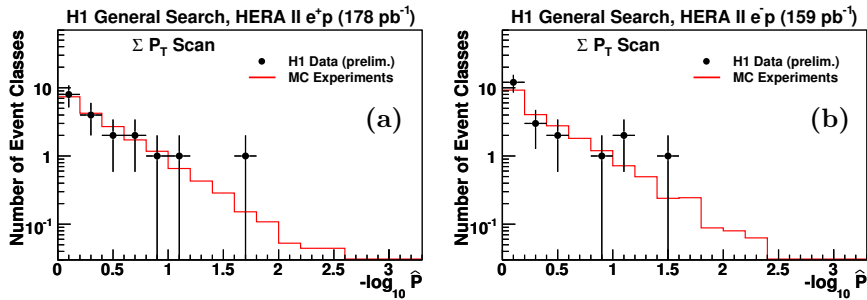 H1 General Search, HERA II e⁺p (178 pb⁻¹)
Number of Event Classes
Σ P_T Scan
H1 Data (prelim.)
MC Experiments
(a)
10
1
10⁻¹
0 0.5 1 1.5 2 2.5 3
-log₁₀ P̂
H1 General Search, HERA II e⁻p (159 pb⁻¹)
Number of Event Classes
Σ P_T Scan
H1 Data (prelim.)
MC Experiments
(b)
10
1
10⁻¹
0 0.5 1 1.5 2 2.5 3
-log₁₀ P̂